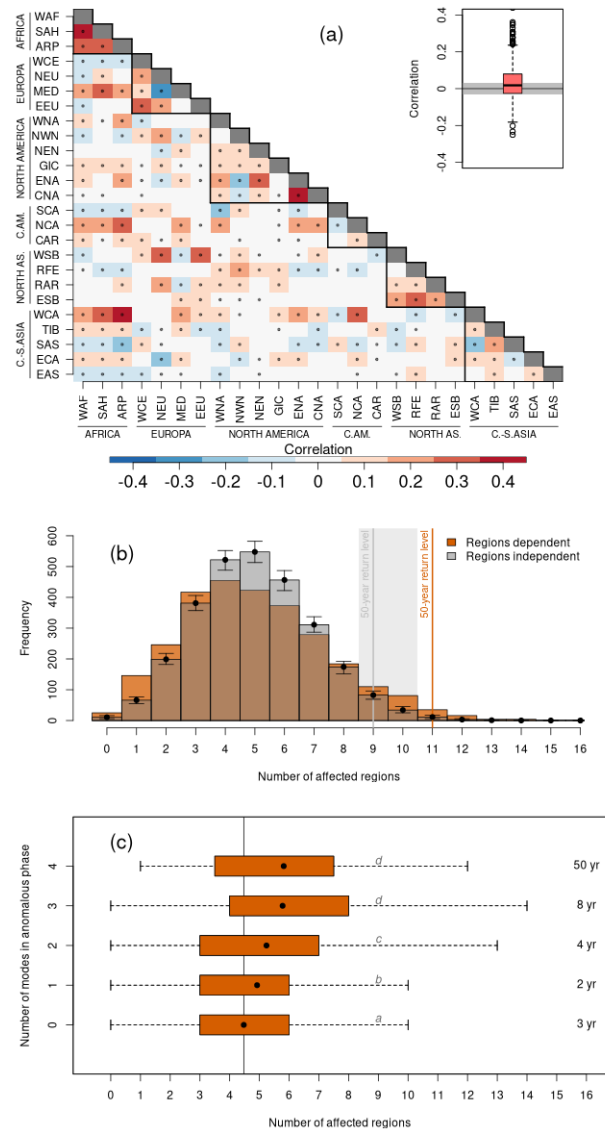 (a)
WAF
SAH
ARP
WCE
NEU
MED
EEU
WNA
NWN
NEN
GIC
ENA
CNA
SCA
NCA
CAR
WSB
RFE
RAR
ESB
WCA
TIB
SAS
ECA
EAS
AFRICA
EUROPA
NORTH AMERICA
C.AM.
NORTH AS.
C.-S.ASIA
Correlation
0.4
0.2
0
-0.2
-0.4
WAF SAH ARP WCE NEU MED EEU WNA NWN NEN GIC ENA CNA SCA NCA CAR WSB RFE RAR ESB WCA TIB SAS ECA EAS
AFRICA EUROPA NORTH AMERICA C.AM. NORTH AS. C.-S.ASIA
Correlation
-0.4 -0.3 -0.2 -0.1 0 0.1 0.2 0.3 0.4
(b)
Frequency
600
500
400
300
200
100
0
50-year return level
50-year return level
Regions dependent
Regions independent
0 1 2 3 4 5 6 7 8 9 10 11 12 13 14 15 16
Number of affected regions
(c)
Number of modes in anomalous phase
4 d 50 yr
3 d 8 yr
2 c 4 yr
1 b 2 yr
0 a 3 yr
0 1 2 3 4 5 6 7 8 9 10 11 12 13 14 15 16
Number of affected regions